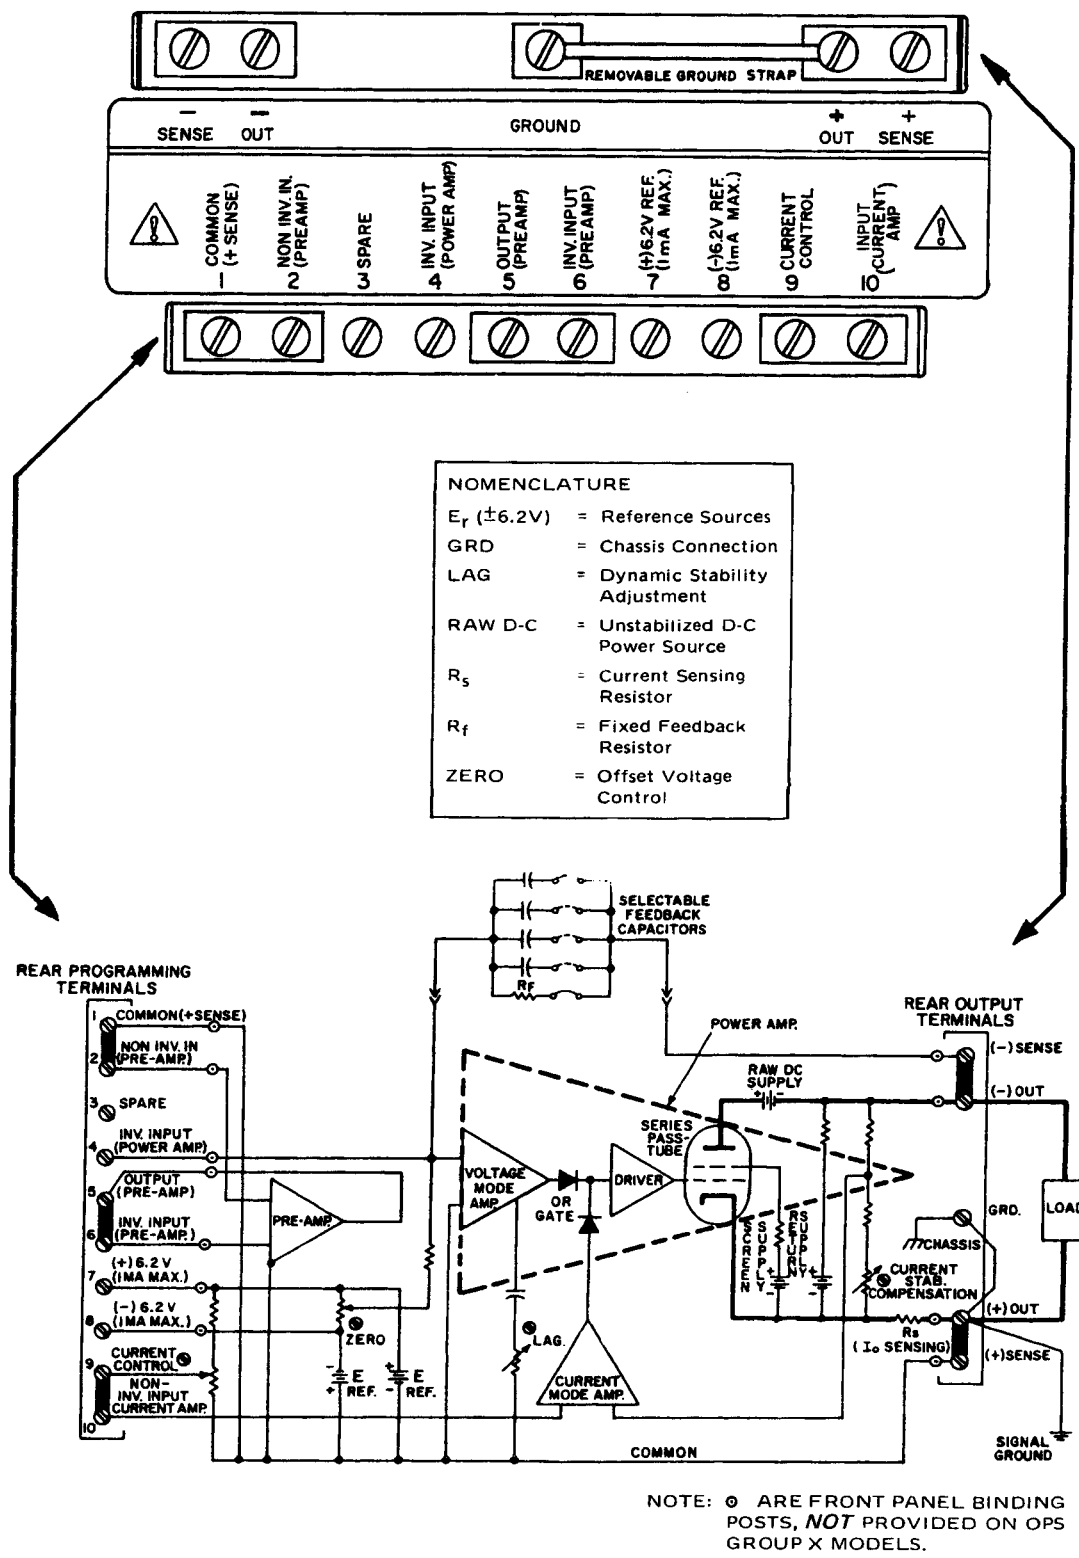 REMOVABLE GROUND STRAP
− SENSE
− OUT
GROUND
+ OUT
+ SENSE
COMMON
(+ SENSE)
1
NON INV. IN.
(PREAMP)
2
SPARE
3
INV. INPUT
(POWER AMP)
4
OUTPUT
(PREAMP)
5
INV. INPUT
(PREAMP)
6
(+)6.2V REF.
(1mA MAX.)
7
(-)6.2V REF.
(1mA MAX.)
8
CURRENT
CONTROL
9
INPUT
(CURRENT)
AMP
10
NOMENCLATURE
Er (±6.2V) = Reference Sources
GRD = Chassis Connection
LAG = Dynamic Stability
Adjustment
RAW D-C = Unstabilized D-C
Power Source
Rs = Current Sensing
Resistor
Rf = Fixed Feedback
Resistor
ZERO = Offset Voltage
Control
SELECTABLE
FEEDBACK
CAPACITORS
RF
REAR PROGRAMMING
TERMINALS
1 COMMON(+SENSE)
2 NON INV. IN
(PRE-AMP.)
3 SPARE
4 INV. INPUT
(POWER AMP)
5 OUTPUT
(PRE-AMP)
6 INV. INPUT
(PRE-AMP.)
7 (+) 6.2 V
(1MA MAX.)
8 (-) 6.2 V
(1MA MAX.)
9 CURRENT
CONTROL
NON-
INV. INPUT
CURRENT AMP.
10
PRE-AMP.
ZERO
- + E
REF.
+ - E
REF.
VOLTAGE
MODE
AMP.
LAG.
OR
GATE
DRIVER
CURRENT
MODE AMP.
POWER AMP.
SERIES
PASS-
TUBE
RAW DC
SUPPLY
+ -
SCREEN
SUPPLY
+ -
RETURN
SUPPLY
+ -
REAR OUTPUT
TERMINALS
(-) SENSE
(-) OUT
GRD.
CHASSIS
LOAD
CURRENT
STAB.
COMPENSATION
(+) OUT
Rs
(Io SENSING)
(+) SENSE
COMMON
SIGNAL
GROUND
NOTE: ⊙ ARE FRONT PANEL BINDING
POSTS, NOT PROVIDED ON OPS
GROUP X MODELS.